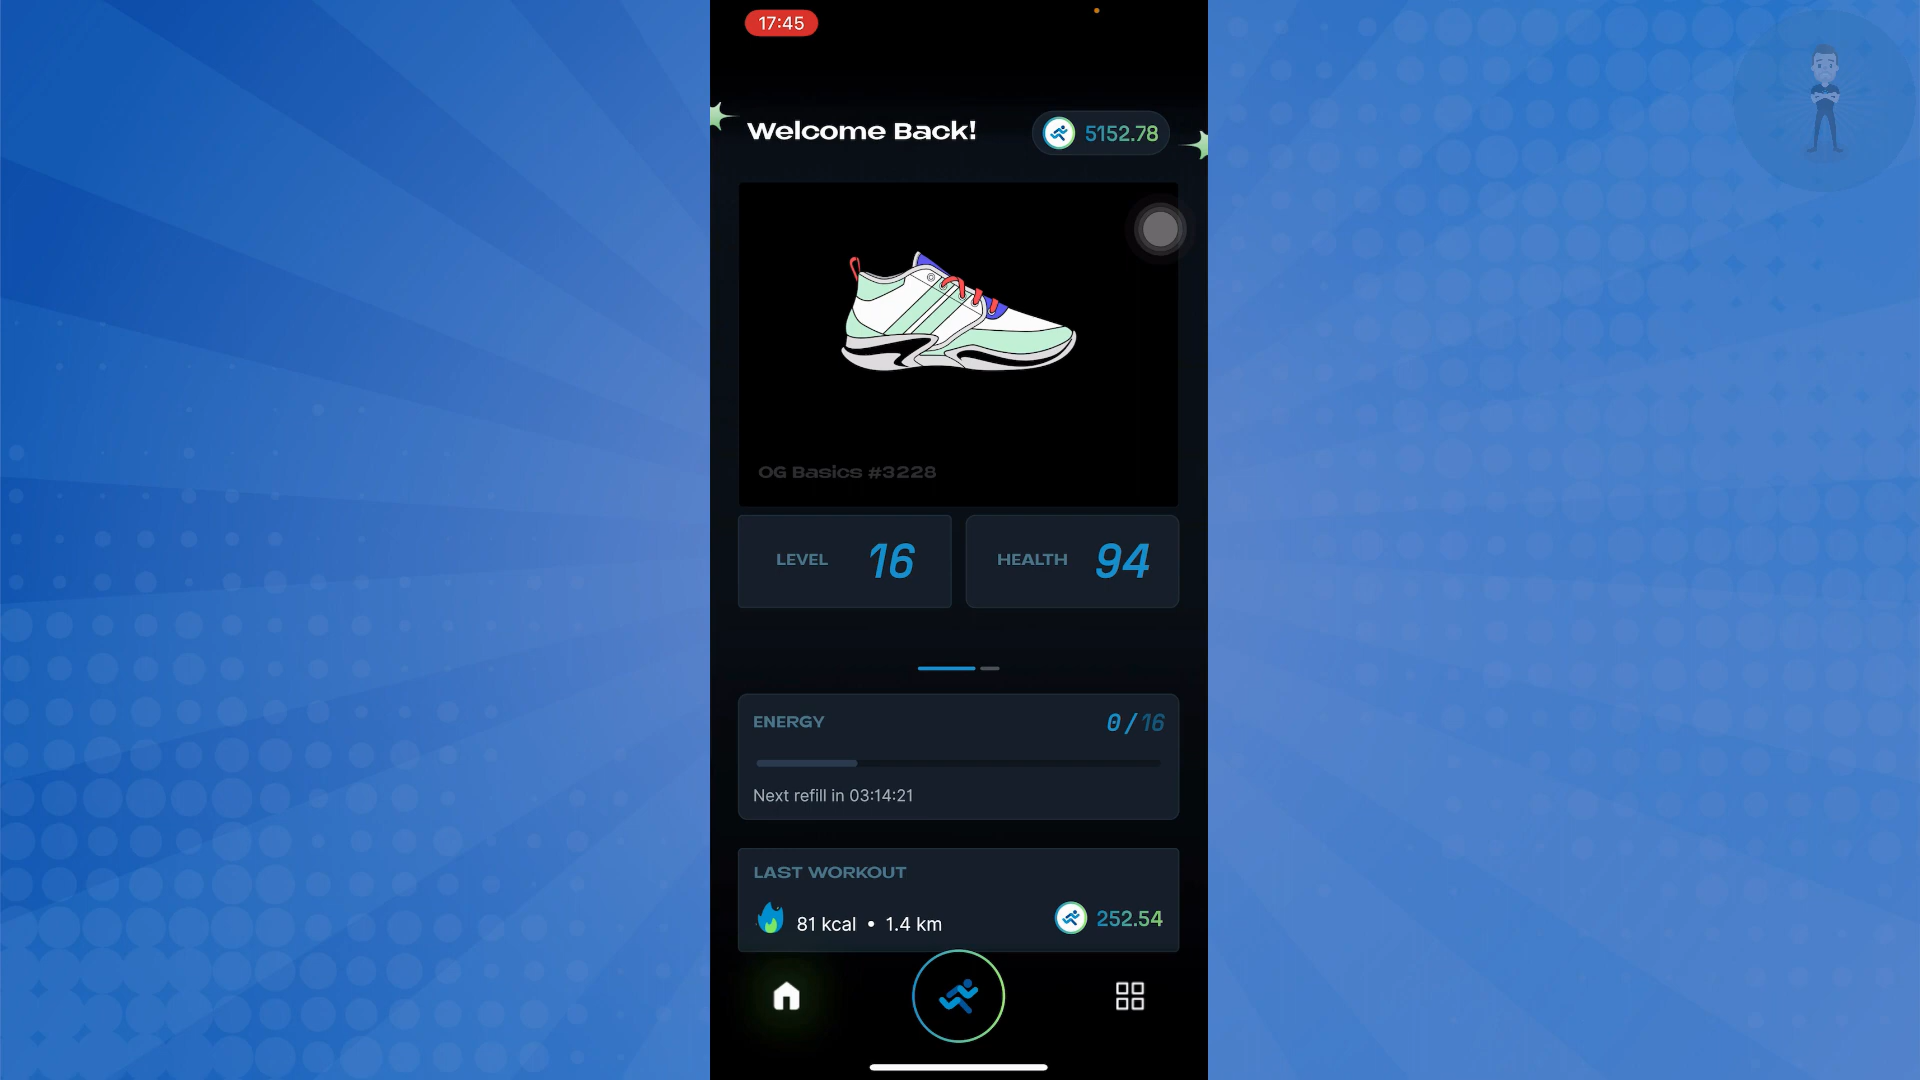 17:45
Welcome Back!
5152.78
OG Basics #3228
LEVEL 16
HEALTH 94
ENERGY 0/16
Next refill in 03:14:21
LAST WORKOUT
81 kcal • 1.4 km 252.54